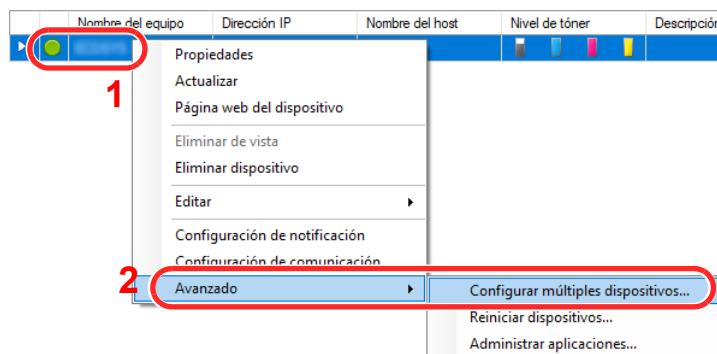 Nombre del equipo Dirección IP Nombre del host Nivel de tóner Descripción
1
Propiedades
Actualizar
Página web del dispositivo
Eliminar de vista
Eliminar dispositivo
Editar
Configuración de notificación
Configuración de comunicación
2
Avanzado
Configurar múltiples dispositivos...
Reiniciar dispositivos...
Administrar aplicaciones...